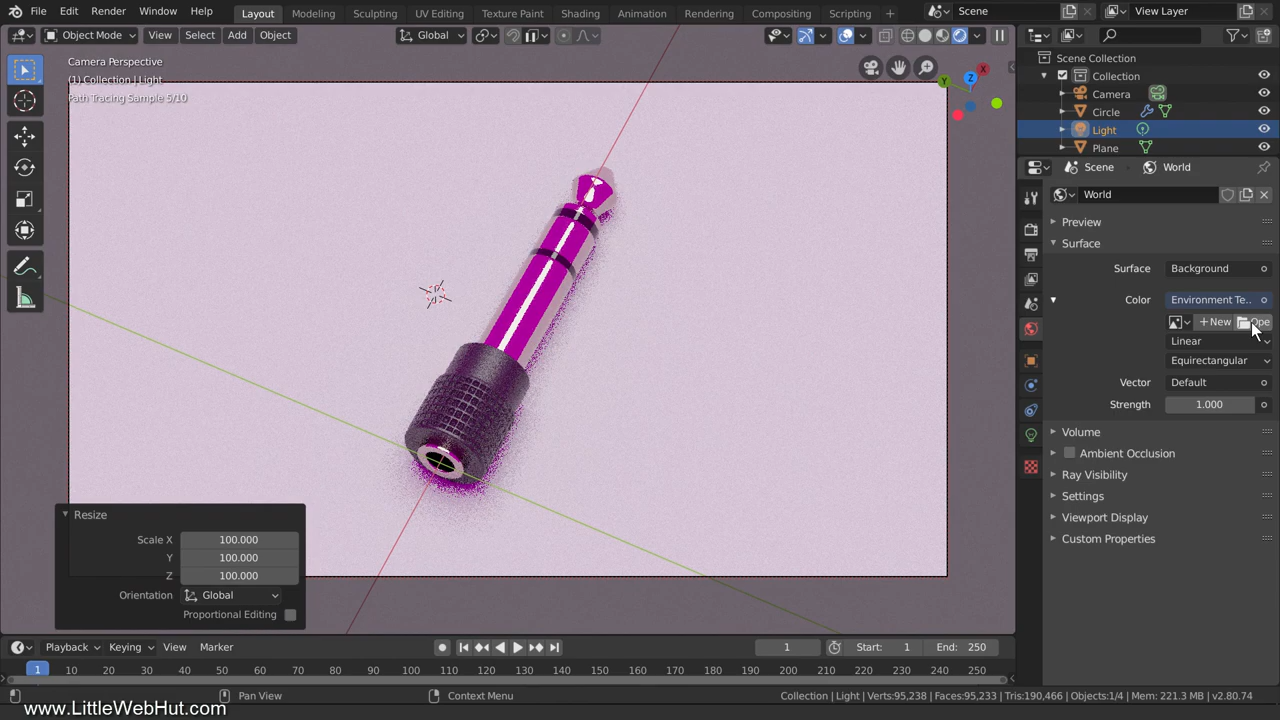 File Edit Render Window Help Layout Modeling Sculpting UV Editing Texture Paint Shading Animation Rendering Compositing Scripting + Scene View Layer
Object Mode View Select Add Object Global
Camera Perspective
(1) Collection | Light
Path Tracing Sample 5/10
X
Y
Z
Scene Collection
Collection
Camera
Circle
Light
Plane
Scene World
World
Preview
Surface
Surface Background
Color Environment Te..
+ New Ope
Linear
Equirectangular
Vector Default
Strength 1.000
Volume
Ambient Occlusion
Ray Visibility
Settings
Viewport Display
Custom Properties
Resize
Scale X 100.000
Y 100.000
Z 100.000
Orientation Global
Proportional Editing
Playback Keying View Marker 1 Start: 1 End: 250
1 10 20 30 40 50 60 70 80 90 100 110 120 130 140 150 160 170 180 190 200 210 220 230 240 250
Pan View Context Menu Collection | Light | Verts:95,238 | Faces:95,233 | Tris:190,466 | Objects:1/4 | Mem: 221.3 MB | v2.80.74
www.LittleWebHut.com